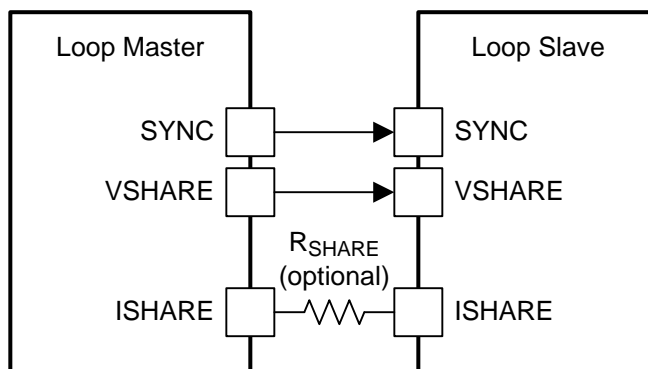 Loop Master
Loop Slave
SYNC
SYNC
VSHARE
VSHARE
RSHARE
(optional)
ISHARE
ISHARE